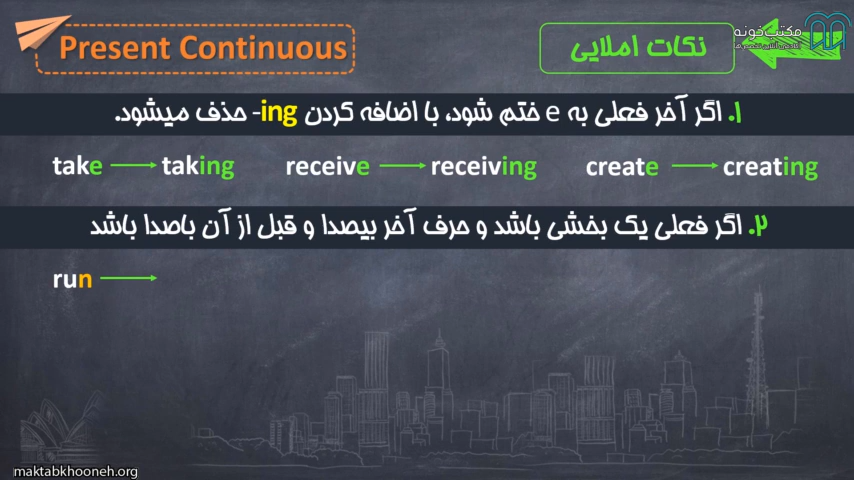 Present Continuous
نکات املایی
مکتب‌خونه
۱. اگر آخر فعلی به e ختم شود، با اضافه کردن ing- حذف میشود.
take → taking receive → receiving create → creating
۲. اگر فعلی یک بخشی باشد و حرف آخر بیصدا و قبل از آن باصدا باشد
run →
maktabkhooneh.org